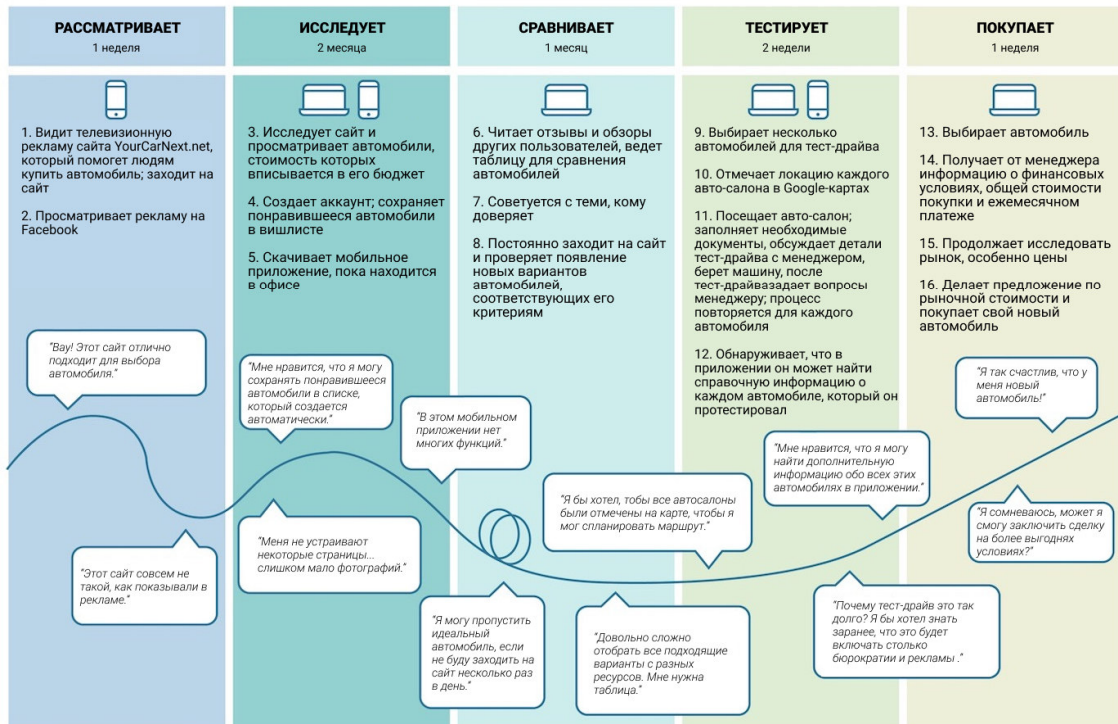 РАССМАТРИВАЕТ
1 неделя
ИССЛЕДУЕТ
2 месяца
СРАВНИВАЕТ
1 месяц
ТЕСТИРУЕТ
2 недели
ПОКУПАЕТ
1 неделя
1. Видит телевизионную
рекламу сайта YourCarNext.net,
который помогет людям
купить автомобиль; заходит на
сайт
2. Просматривает рекламу на
Facebook
3. Исследует сайт и
просматривает автомобили,
стоимость которых
вписывается в его бюджет
4. Создает аккаунт; сохраняет
понравившееся автомобили
в вишлисте
5. Скачивает мобильное
приложение, пока находится
в офисе
6. Читает отзывы и обзоры
других пользователей, ведет
таблицу для сравнения
автомобилей
7. Советуется с теми, кому
доверяет
8. Постоянно заходит на сайт
и проверяет появление
новых вариантов
автомобилей,
соответствующих его
критериям
9. Выбирает несколько
автомобилей для тест-драйва
10. Отмечает локацию каждого
авто-салона в Google-картах
11. Посещает авто-салон;
заполняет необходимые
документы, обсуждает детали
тест-драйва с менеджером,
берет машину, после
тест-драйвазадает вопросы
менеджеру; процесс
повторяется для каждого
автомобиля
12. Обнаруживает, что в
приложении он может найти
справочную информацию о
каждом автомобиле, который он
протестировал
13. Выбирает автомобиль
14. Получает от менеджера
информацию о финансовых
условиях, общей стоимости
покупки и ежемесячном
платеже
15. Продолжает исследовать
рынок, особенно цены
16. Делает предложение по
рыночной стоимости и
покупает свой новый
автомобиль
"Вау! Этот сайт отлично
подходит для выбора
автомобиля."
"Этот сайт совсем не
такой, как показывали в
рекламе."
"Мне нравится, что я могу
сохранять понравившееся
автомобили в списке,
который создается
автоматически."
"Меня не устраивают
некоторые страницы...
слишком мало фотографий."
"В этом мобильном
приложении нет
многих функций."
"Я могу пропустить
идеальный
автомобиль, если
не буду заходить на
сайт несколько раз
в день."
"Я бы хотел, тобы все автосалоны
были отмечены на карте, чтобы я
мог спланировать маршрут."
"Довольно сложно
отобрать все подходящие
варианты с разных
ресурсов. Мне нужна
таблица."
"Мне нравится, что я могу
найти дополнительную
информацию обо всех этих
автомобилях в приложении."
"Почему тест-драйв это так
долго? Я бы хотел знать
заранее, что это будет
включать столько
бюрократии и рекламы ."
"Я так счастлив, что у
меня новый
автомобиль!"
"Я сомневаюсь, может я
смогу заключить сделку
на более выгоднях
условиях?"